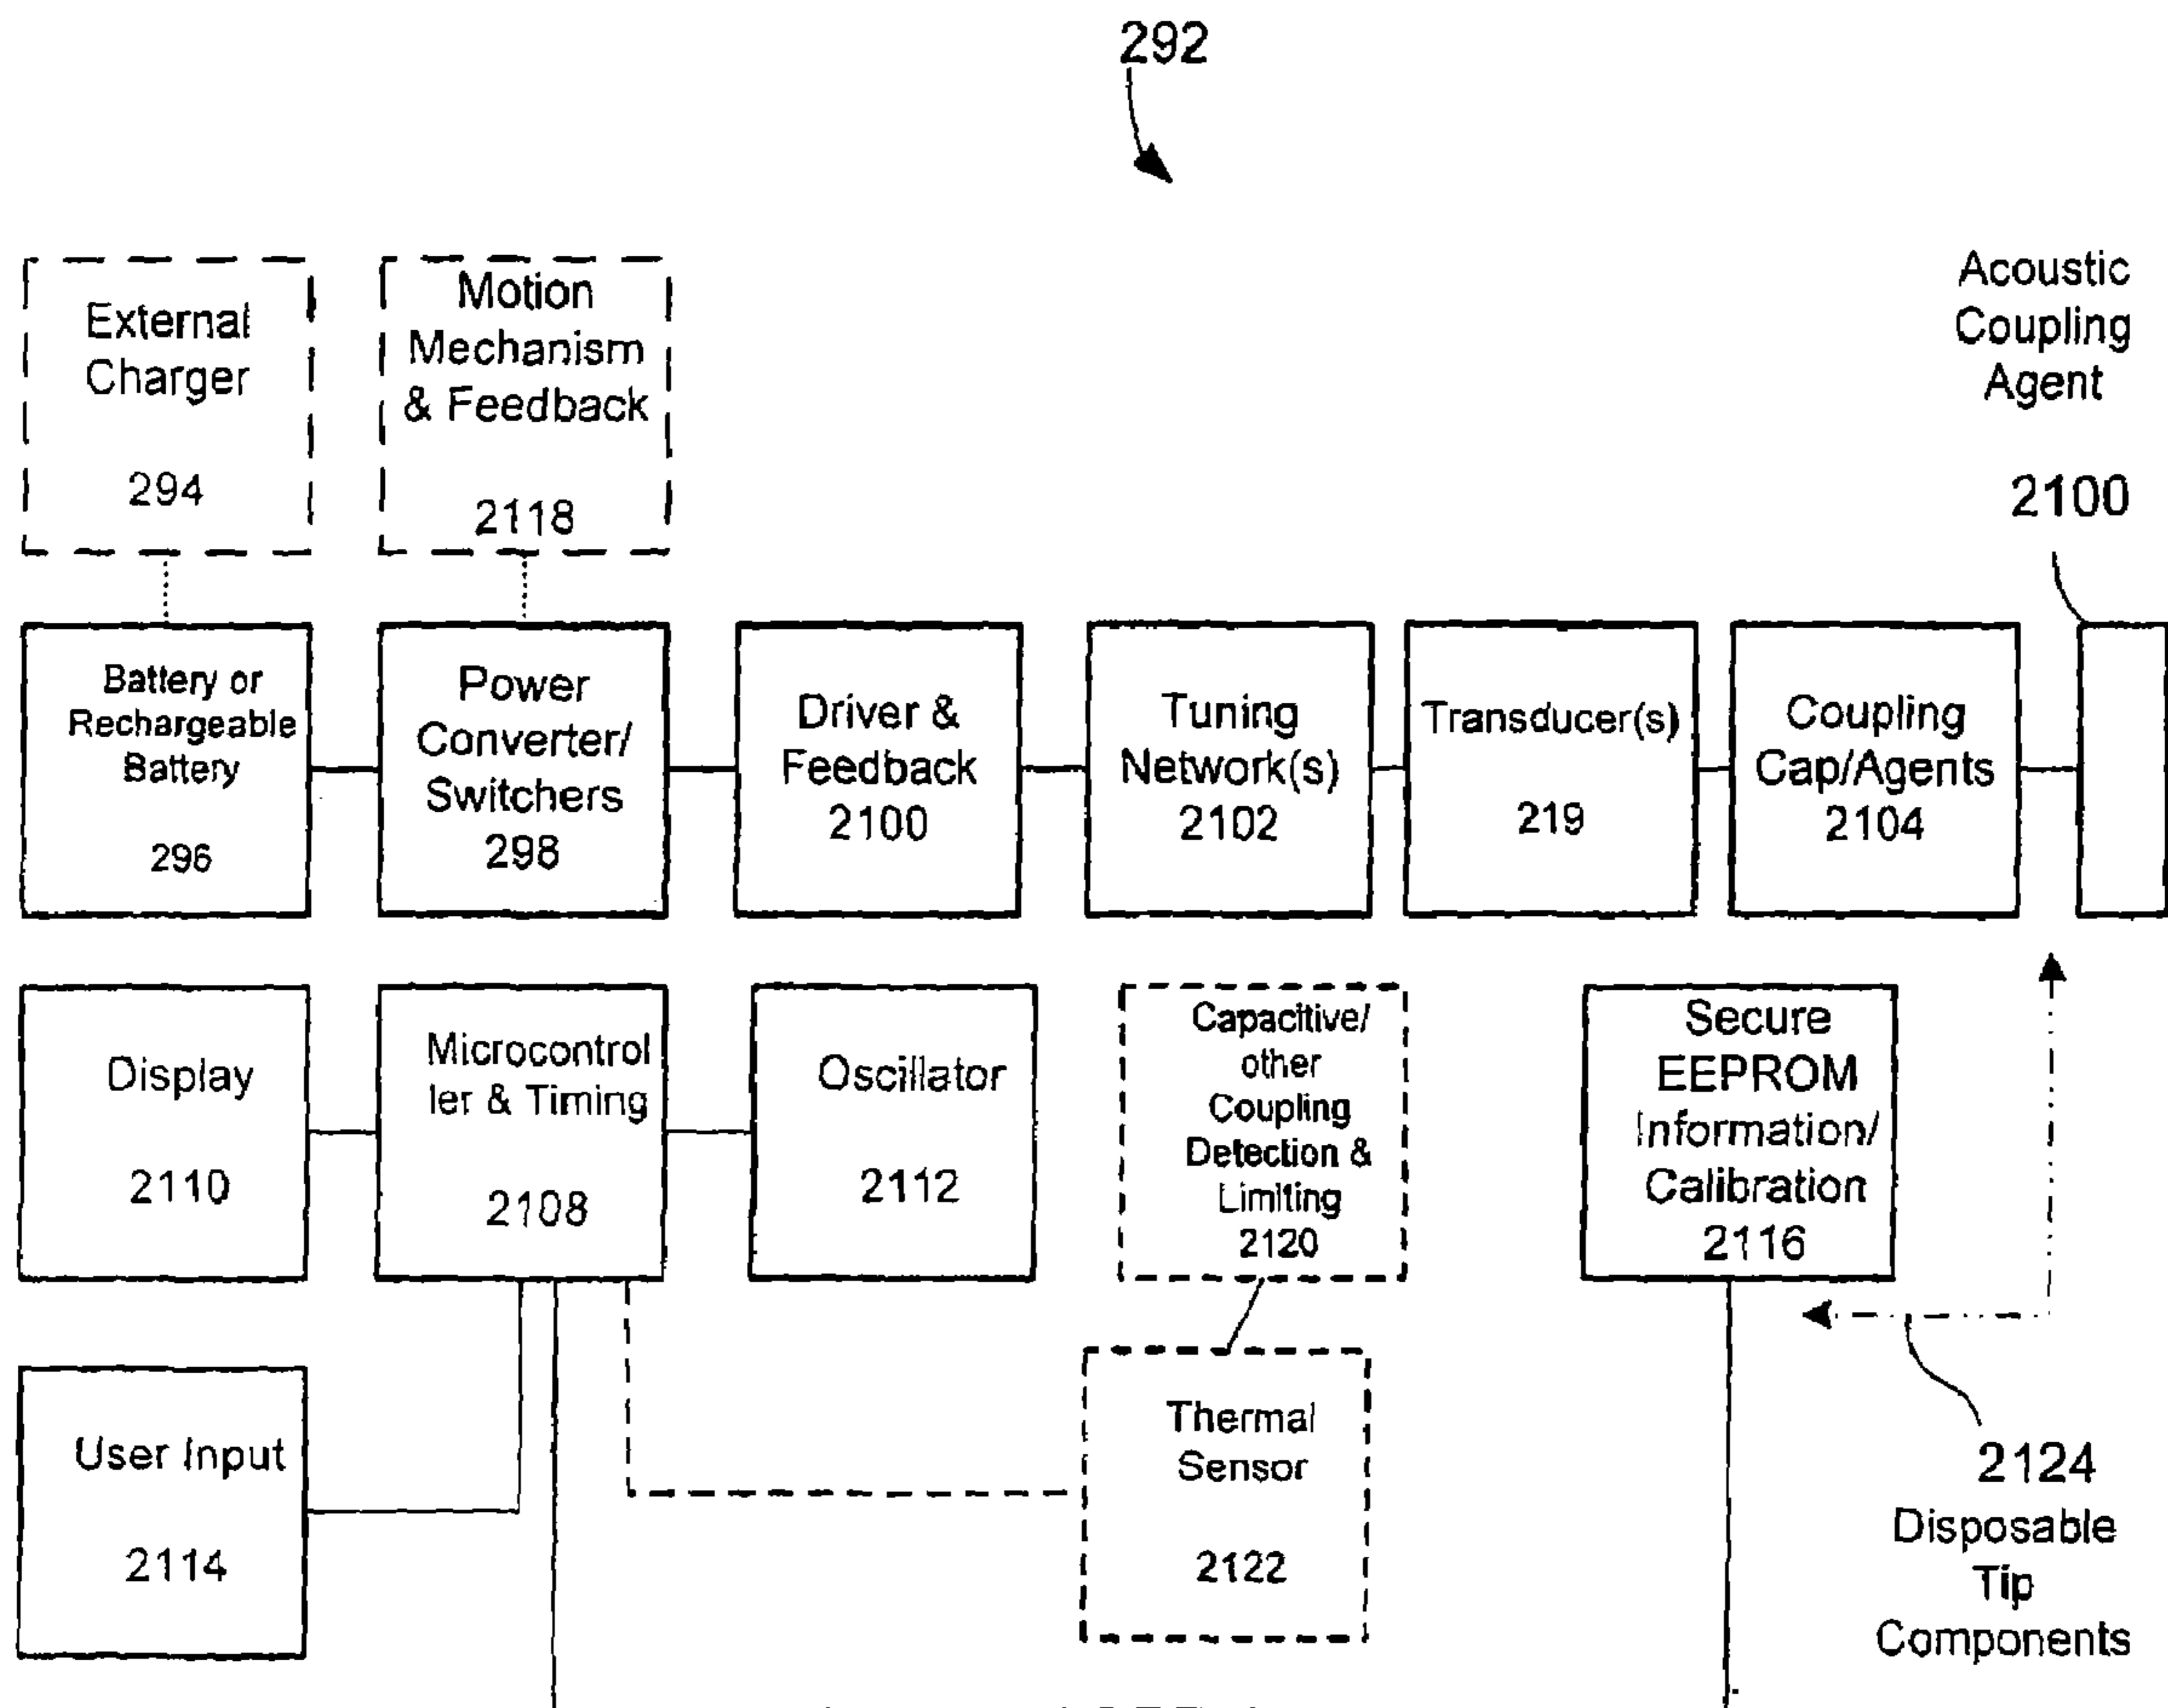 292
External
Charger
294
Motion
Mechanism
& Feedback
2118
Acoustic
Coupling
Agent
2100
Battery or
Rechargeable
Battery
296
Power
Converter/
Switchers
298
Driver &
Feedback
2100
Tuning
Network(s)
2102
Transducer(s)
219
Coupling
Cap/Agents
2104
Display
2110
Microcontrol
ler & Timing
2108
Oscillator
2112
Capacitive/
other
Coupling
Detection &
Limiting
2120
Secure
EEPROM
Information/
Calibration
2116
User Input
2114
Thermal
Sensor
2122
2124
Disposable
Tip
Components